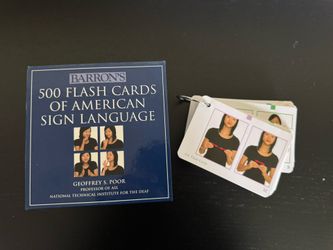 BARRON'S
500 FLASH CARDS
OF AMERICAN
SIGN LANGUAGE
GEOFFREY S. POOR
PROFESSOR OF ASL
NATIONAL TECHNICAL INSTITUTE FOR THE DEAF